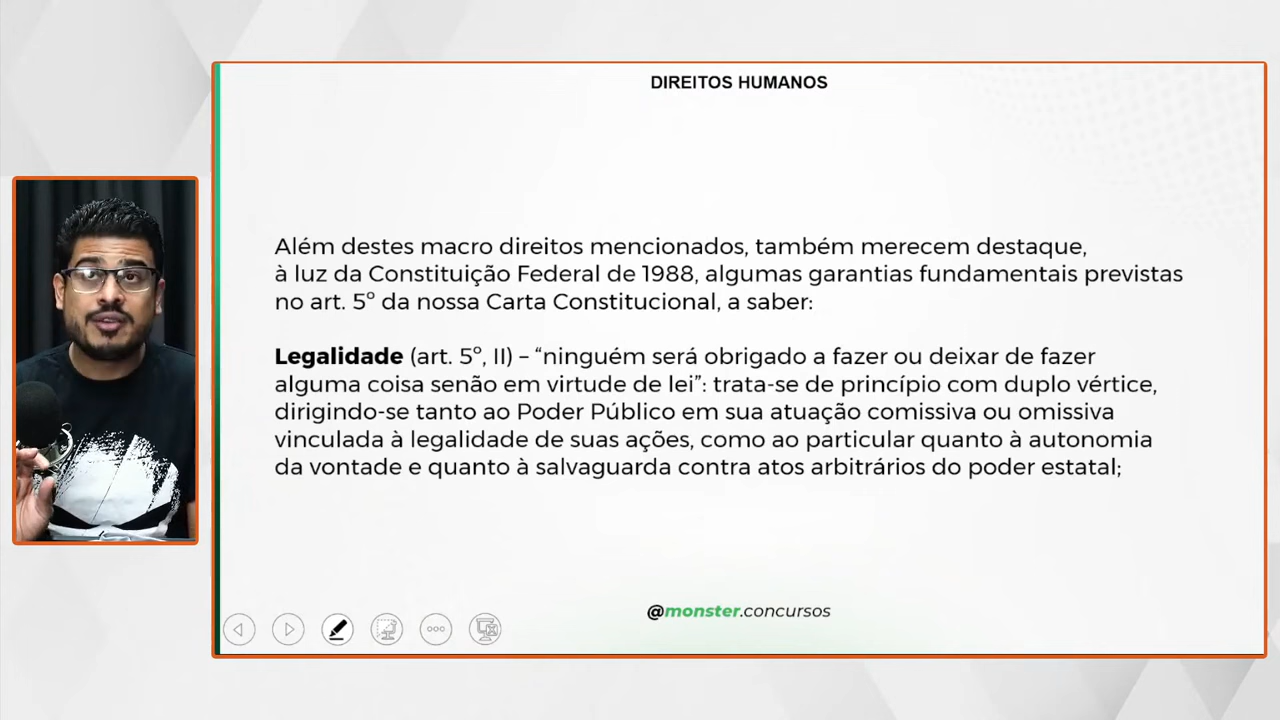 DIREITOS HUMANOS
Além destes macro direitos mencionados, também merecem destaque,
à luz da Constituição Federal de 1988, algumas garantias fundamentais previstas
no art. 5º da nossa Carta Constitucional, a saber:
Legalidade (art. 5º, II) – “ninguém será obrigado a fazer ou deixar de fazer
alguma coisa senão em virtude de lei”: trata-se de princípio com duplo vértice,
dirigindo-se tanto ao Poder Público em sua atuação comissiva ou omissiva
vinculada à legalidade de suas ações, como ao particular quanto à autonomia
da vontade e quanto à salvaguarda contra atos arbitrários do poder estatal;
@monster.concursos